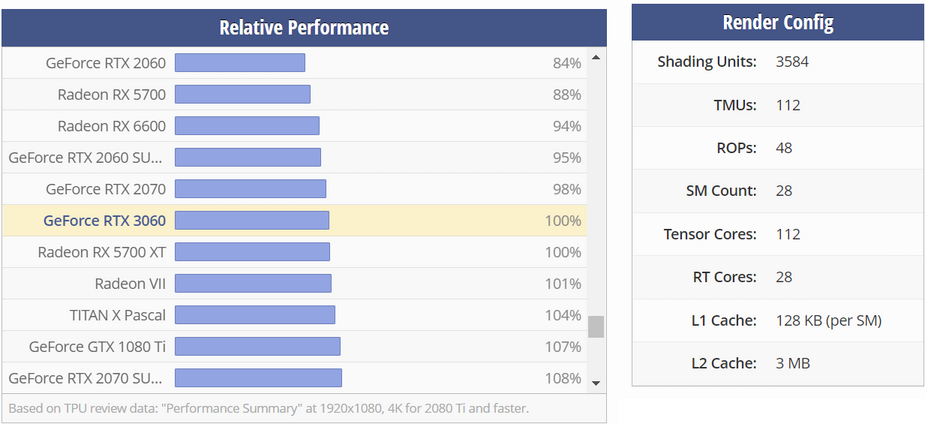 Relative Performance
GeForce RTX 2060 84%
Radeon RX 5700 88%
Radeon RX 6600 94%
GeForce RTX 2060 SU... 95%
GeForce RTX 2070 98%
GeForce RTX 3060 100%
Radeon RX 5700 XT 100%
Radeon VII 101%
TITAN X Pascal 104%
GeForce GTX 1080 Ti 107%
GeForce RTX 2070 SU... 108%
Based on TPU review data: "Performance Summary" at 1920x1080, 4K for 2080 Ti and faster.
Render Config
Shading Units: 3584
TMUs: 112
ROPs: 48
SM Count: 28
Tensor Cores: 112
RT Cores: 28
L1 Cache: 128 KB (per SM)
L2 Cache: 3 MB